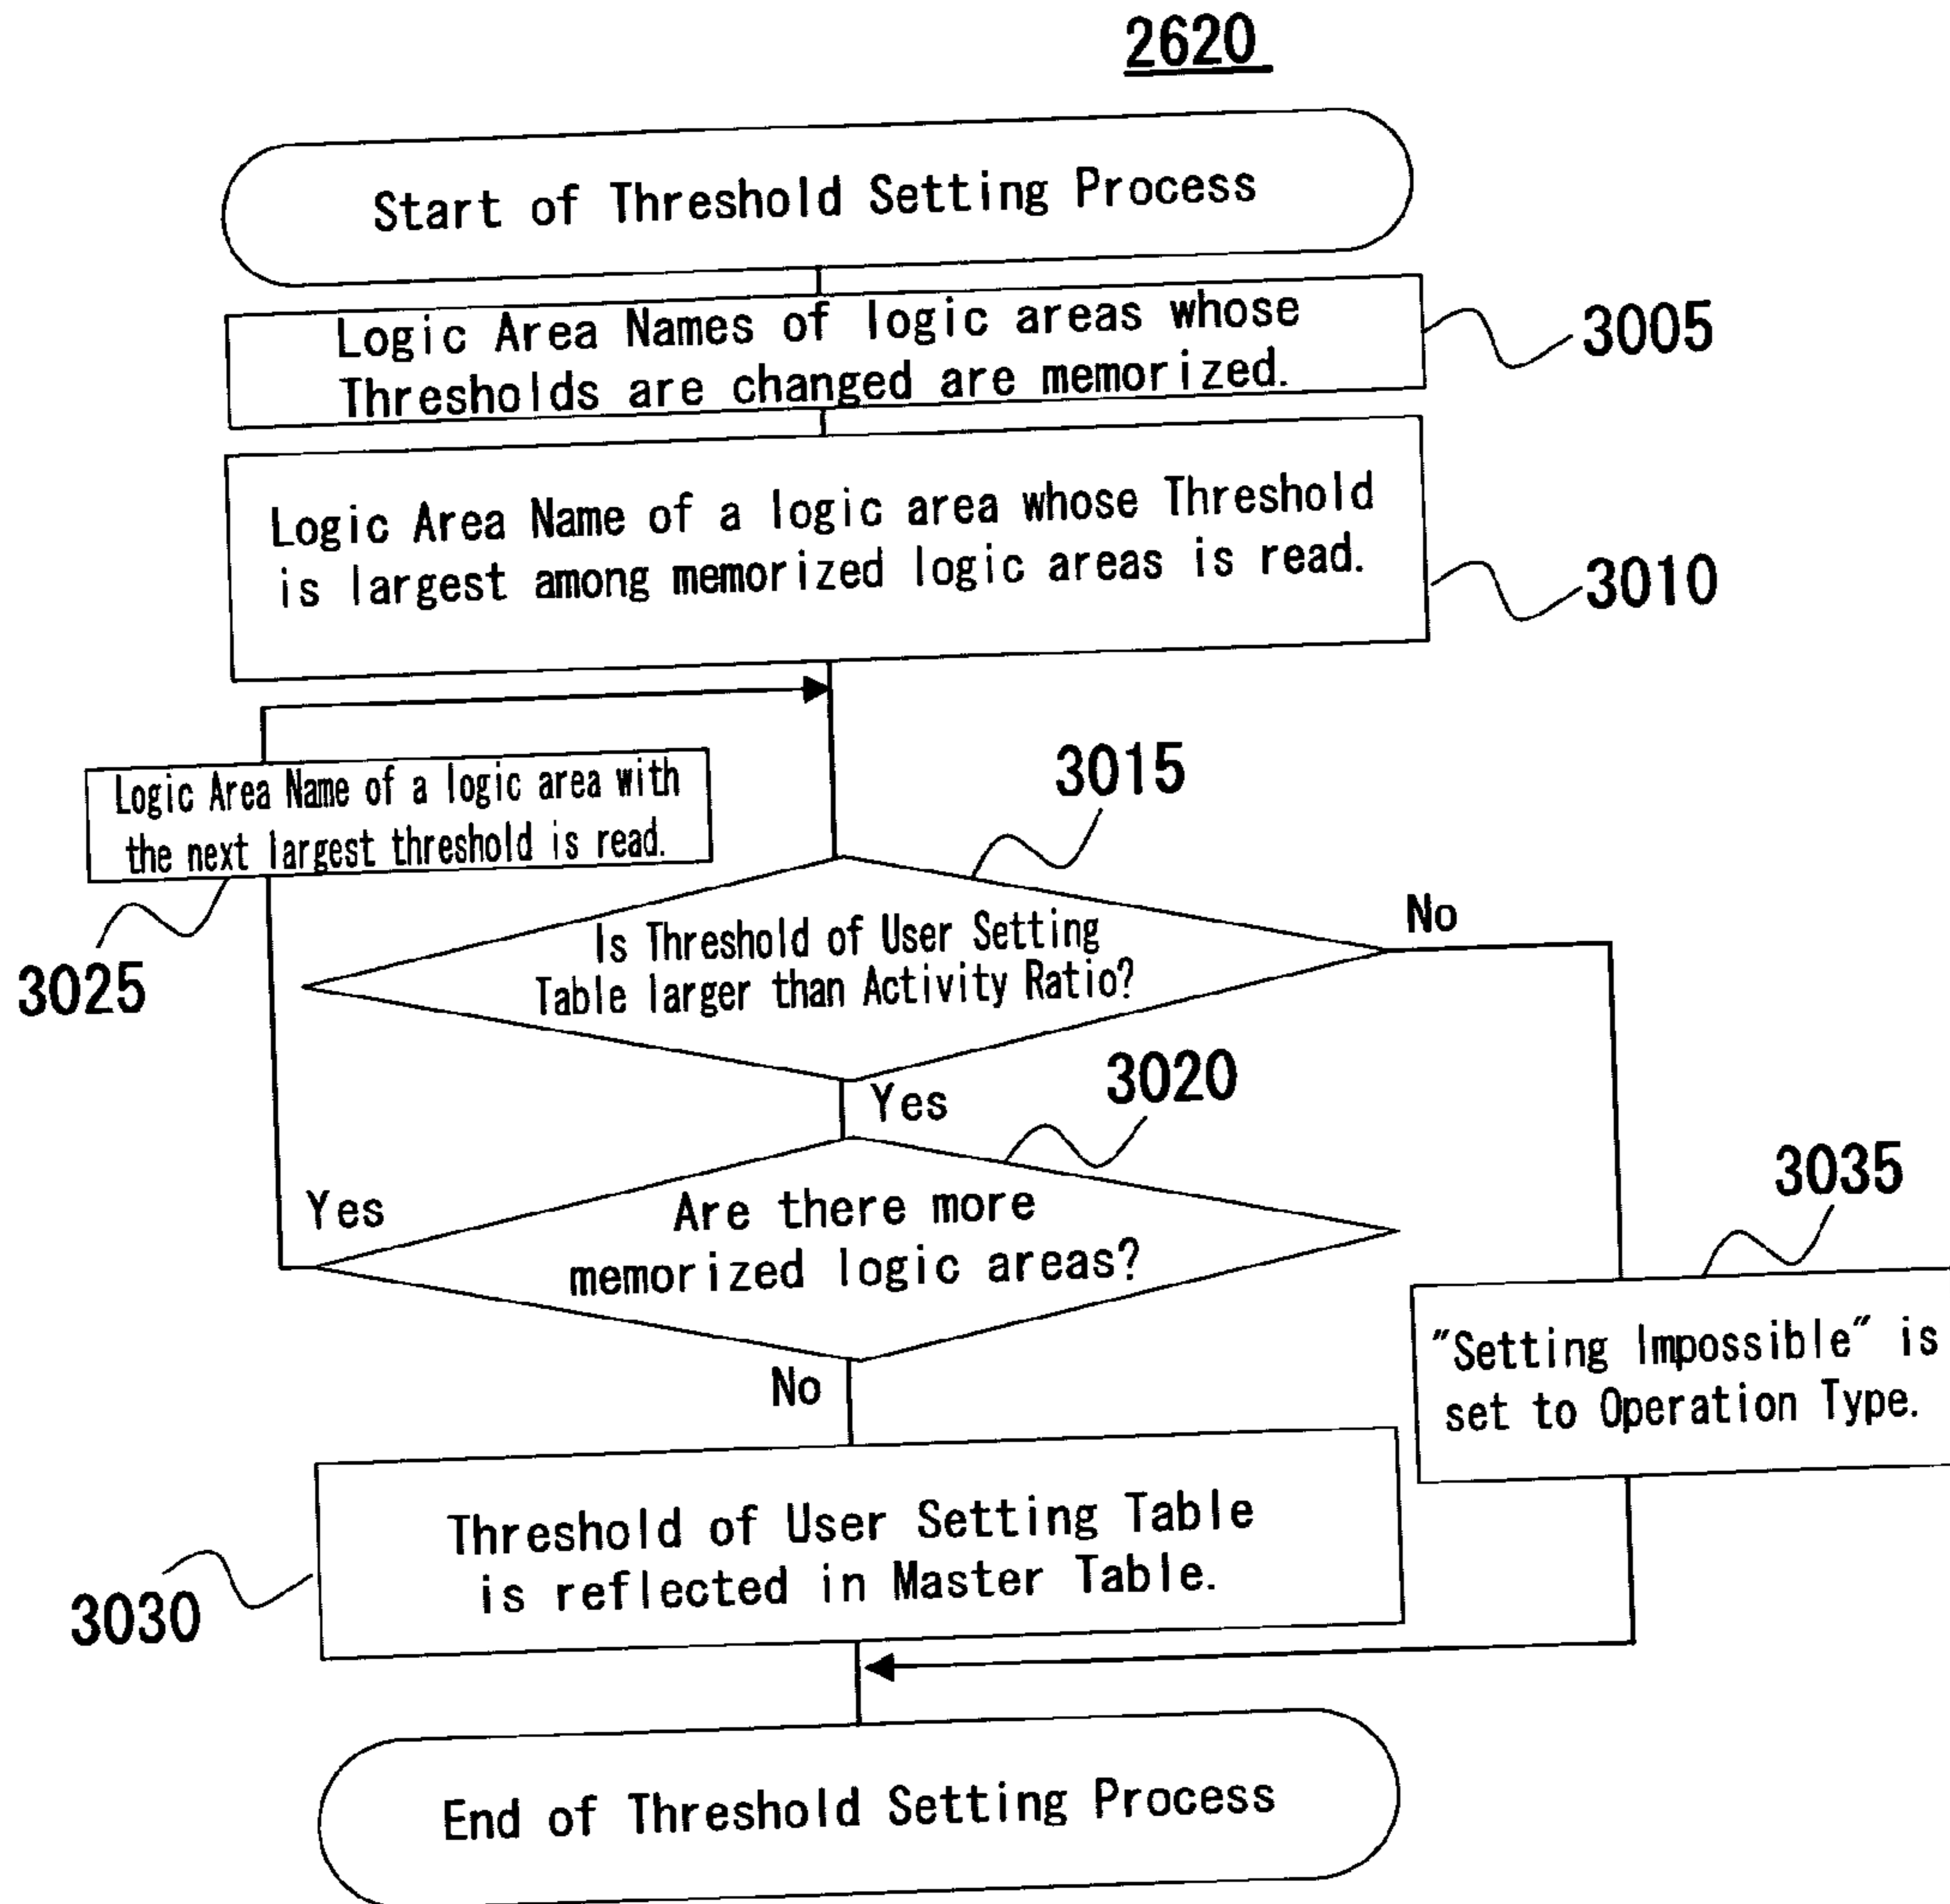 2620
Start of Threshold Setting Process
Logic Area Names of logic areas whose
Thresholds are changed are memorized.
3005
Logic Area Name of a logic area whose Threshold
is largest among memorized logic areas is read.
3010
Logic Area Name of a logic area with
the next largest threshold is read.
3025
3015
Is Threshold of User Setting
Table larger than Activity Ratio?
No
Yes
3020
Are there more
memorized logic areas?
Yes
No
3035
"Setting Impossible" is
set to Operation Type.
Threshold of User Setting Table
is reflected in Master Table.
3030
End of Threshold Setting Process